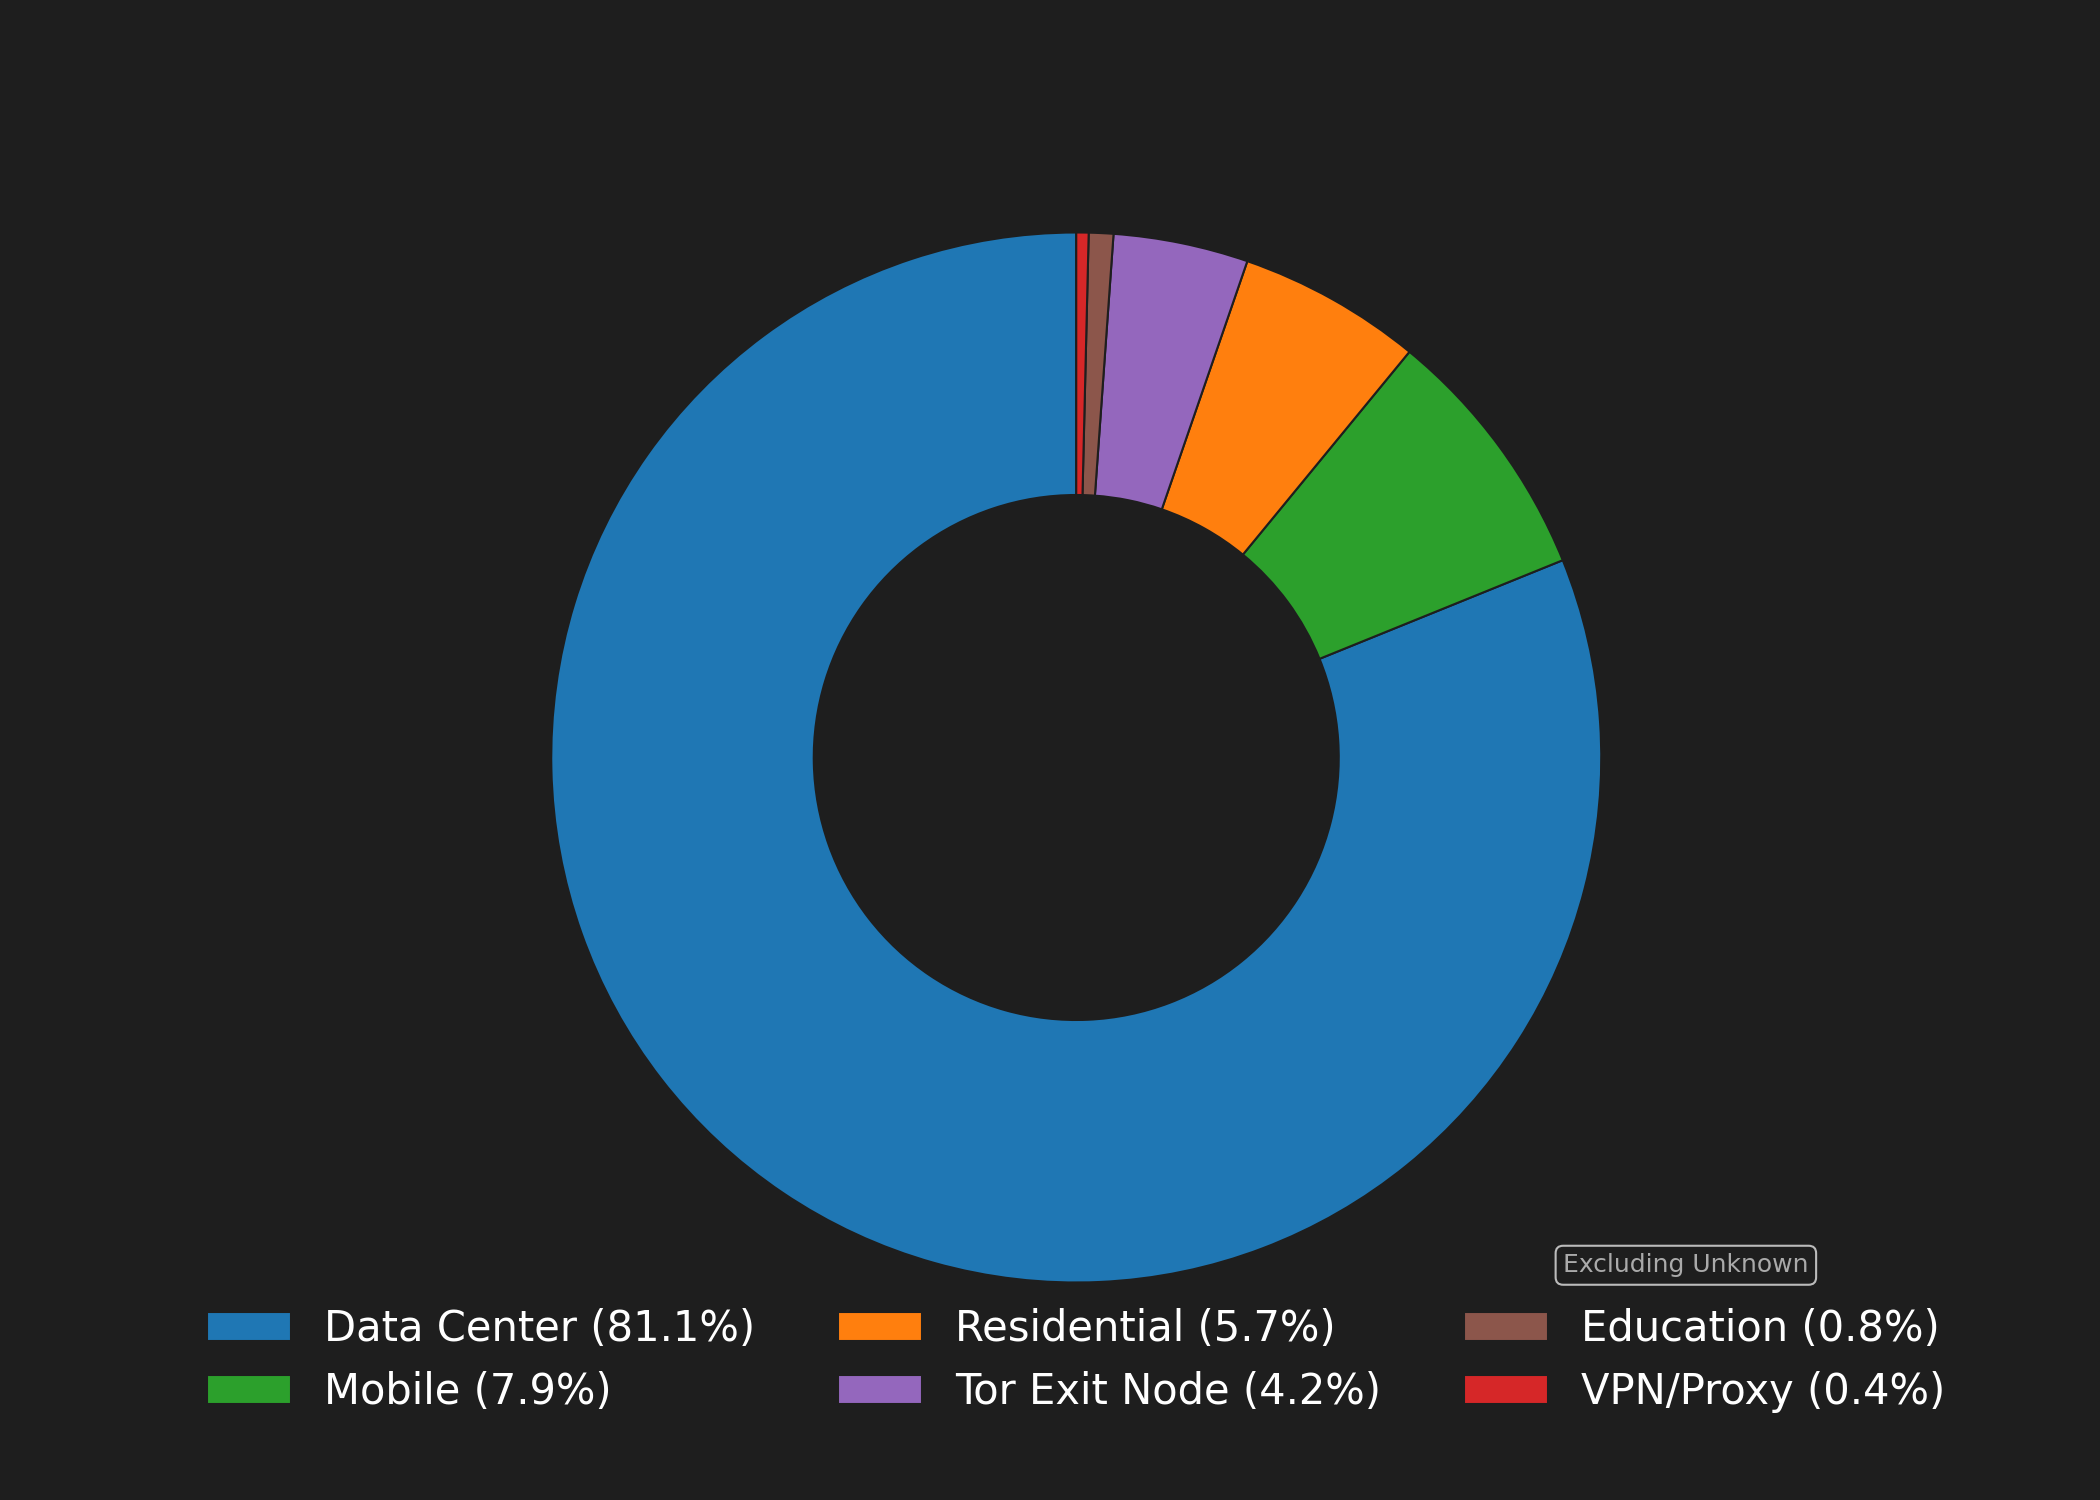 Excluding Unknown
Data Center (81.1%)
Mobile (7.9%)
Residential (5.7%)
Tor Exit Node (4.2%)
Education (0.8%)
VPN/Proxy (0.4%)